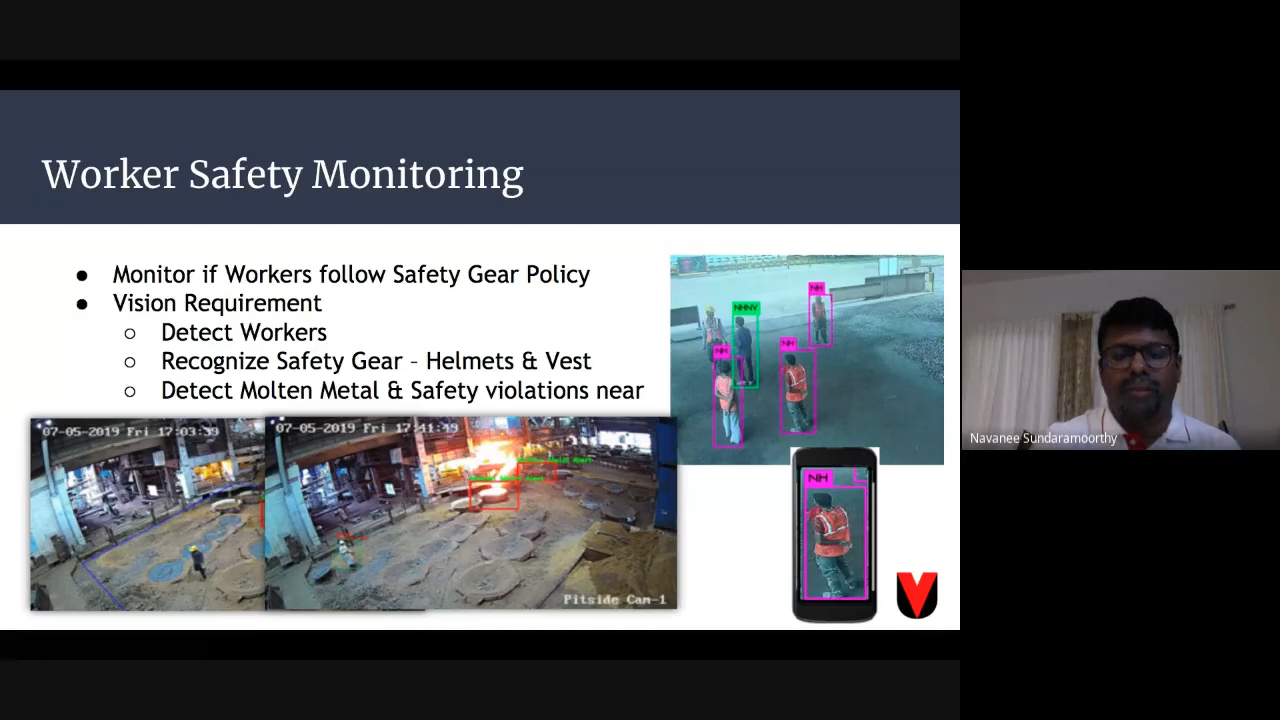 Worker Safety Monitoring
● Monitor if Workers follow Safety Gear Policy
● Vision Requirement
○ Detect Workers
○ Recognize Safety Gear – Helmets & Vest
○ Detect Molten Metal & Safety violations near
NH
NHNV
NH
NH
07-05-2019 Fri 17:03:39
07-05-2019 Fri 17:41:49
Pitside Cam-1
NH
Navanee Sundaramoorthy